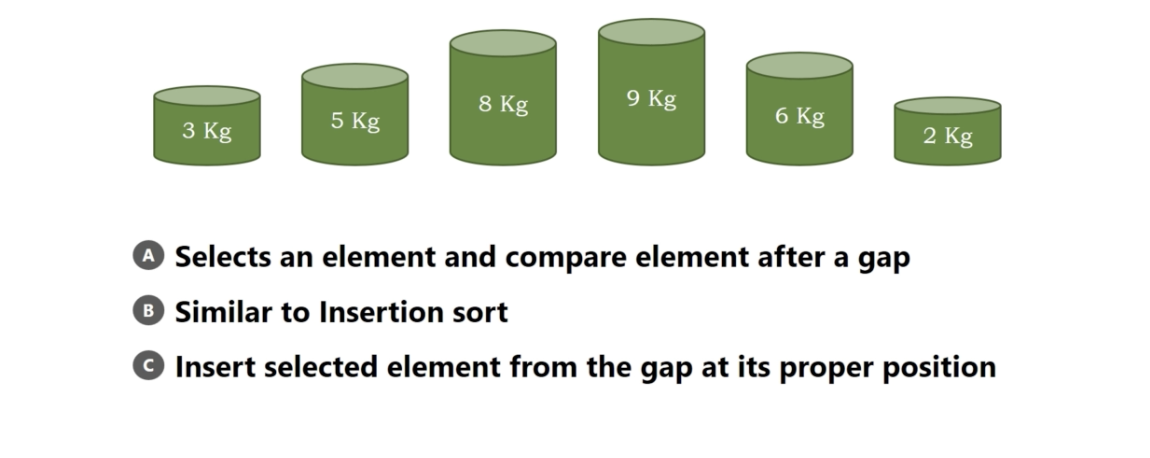 3 Kg
5 Kg
8 Kg
9 Kg
6 Kg
2 Kg
A Selects an element and compare element after a gap
B Similar to Insertion sort
C Insert selected element from the gap at its proper position